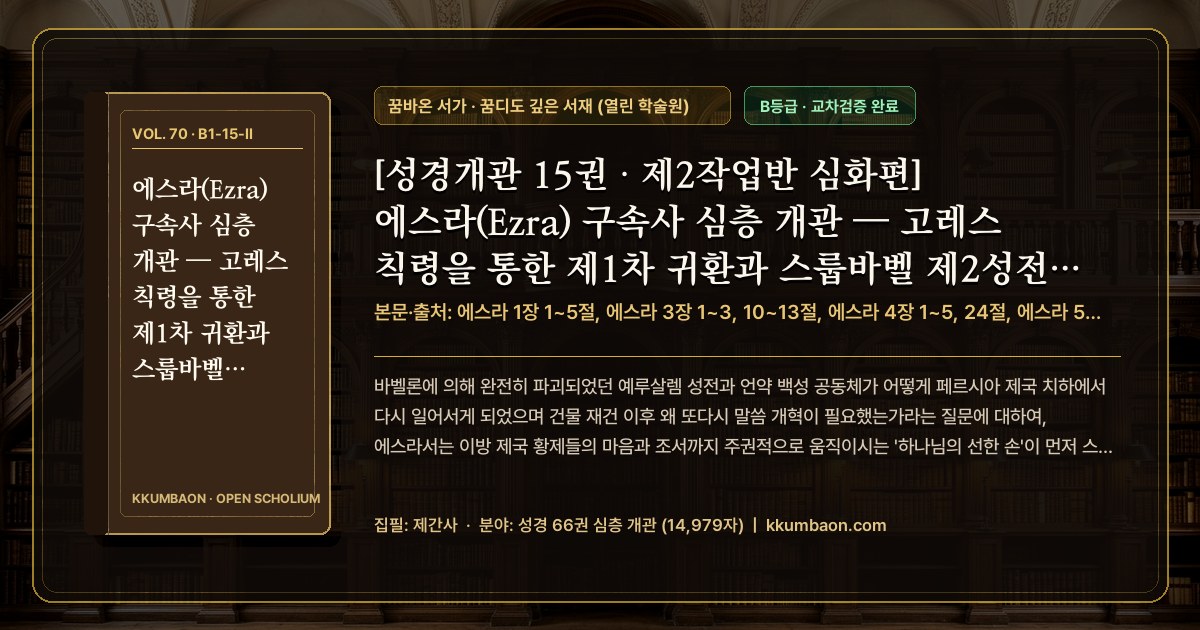 VOL. 70 · B1-15-II
에스라(Ezra)
구속사 심층
개관 — 고레스
칙령을 통한
제1차 귀환과
스룹바벨…
KKUMBAON · OPEN SCHOLIUM
꿈바온 서가 · 꿈디도 깊은 서재 (열린 학술원)
B등급 · 교차검증 완료
[성경개관 15권 · 제2작업반 심화편]
에스라(Ezra) 구속사 심층 개관 — 고레스
칙령을 통한 제1차 귀환과 스룹바벨 제2성전…
본문·출처: 에스라 1장 1~5절, 에스라 3장 1~3, 10~13절, 에스라 4장 1~5, 24절, 에스라 5...
바벨론에 의해 완전히 파괴되었던 예루살렘 성전과 언약 백성 공동체가 어떻게 페르시아 제국 치하에서
다시 일어서게 되었으며 건물 재건 이후 왜 또다시 말씀 개혁이 필요했는가라는 질문에 대하여,
에스라서는 이방 제국 황제들의 마음과 조서까지 주권적으로 움직이시는 '하나님의 선한 손'이 먼저 스...
집필: 제간사 · 분야: 성경 66권 심층 개관 (14,979자) | kkumbaon.com